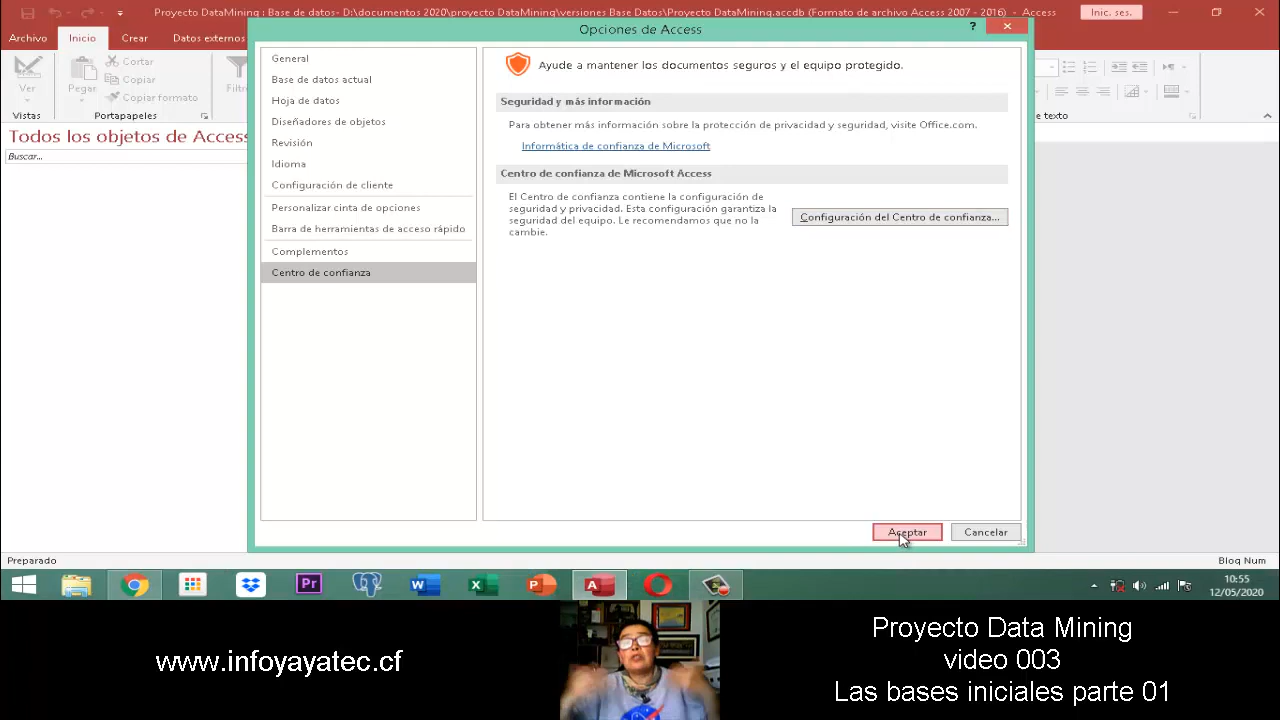 Proyecto DataMining : Base de datos- D:\documentos 2020\proyecto DataMining\versiones Base Datos\Proyecto DataMining.accdb (Formato de archivo Access 2007 - 2016) - Access
Inic. ses.
Archivo
Inicio
Crear
Datos externos
Opciones de Access
?
Ver
Pegar
Cortar
Copiar
Copiar formato
Filtr
Vistas
Portapapeles
e texto
Todos los objetos de Access
Buscar...
General
Base de datos actual
Hoja de datos
Diseñadores de objetos
Revisión
Idioma
Configuración de cliente
Personalizar cinta de opciones
Barra de herramientas de acceso rápido
Complementos
Centro de confianza
Ayude a mantener los documentos seguros y el equipo protegido.
Seguridad y más información
Para obtener más información sobre la protección de privacidad y seguridad, visite Office.com.
Informática de confianza de Microsoft
Centro de confianza de Microsoft Access
El Centro de confianza contiene la configuración de
seguridad y privacidad. Esta configuración garantiza la
seguridad del equipo. Le recomendamos que no la
cambie.
Configuración del Centro de confianza...
Aceptar
Cancelar
Preparado
Bloq Num
Pr
W
X
P
A
10:55
12/05/2020
www.infoyayatec.cf
Proyecto Data Mining
video 003
Las bases iniciales parte 01